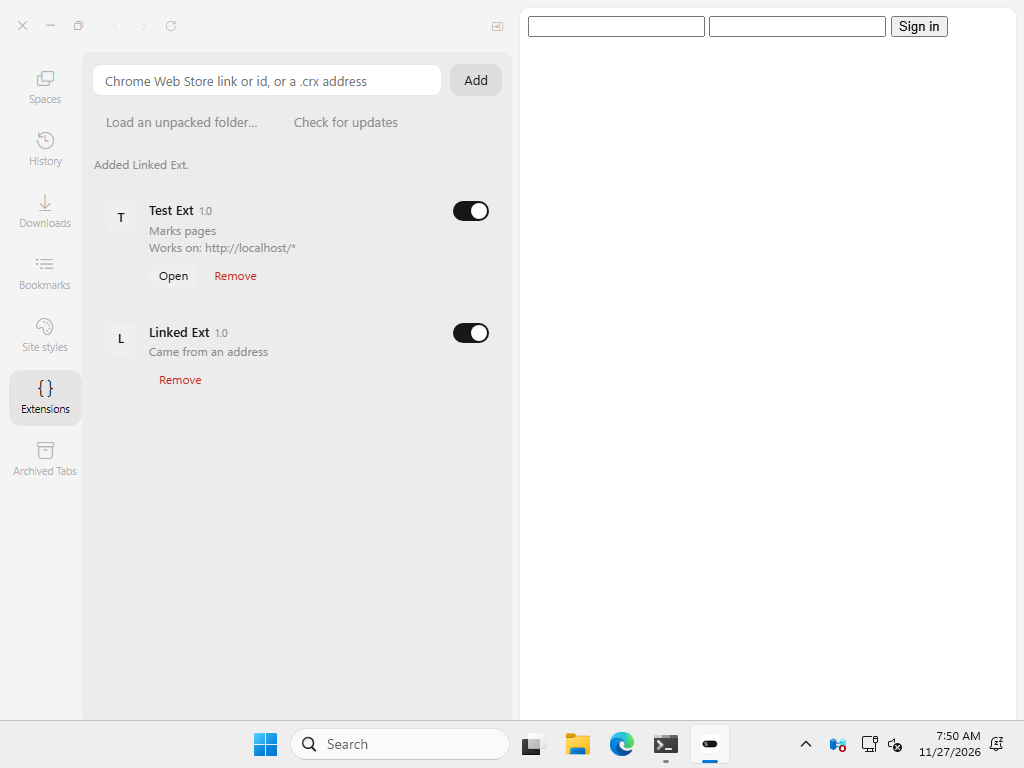 Sign in
Chrome Web Store link or id, or a .crx address
Add
Load an unpacked folder...
Check for updates
Added Linked Ext.
Spaces
History
Downloads
Bookmarks
Site styles
{ }
Extensions
Archived Tabs
T
Test Ext 1.0
Marks pages
Works on: http://localhost/*
Open
Remove
L
Linked Ext 1.0
Came from an address
Remove
Search
7:50 AM
11/27/2026